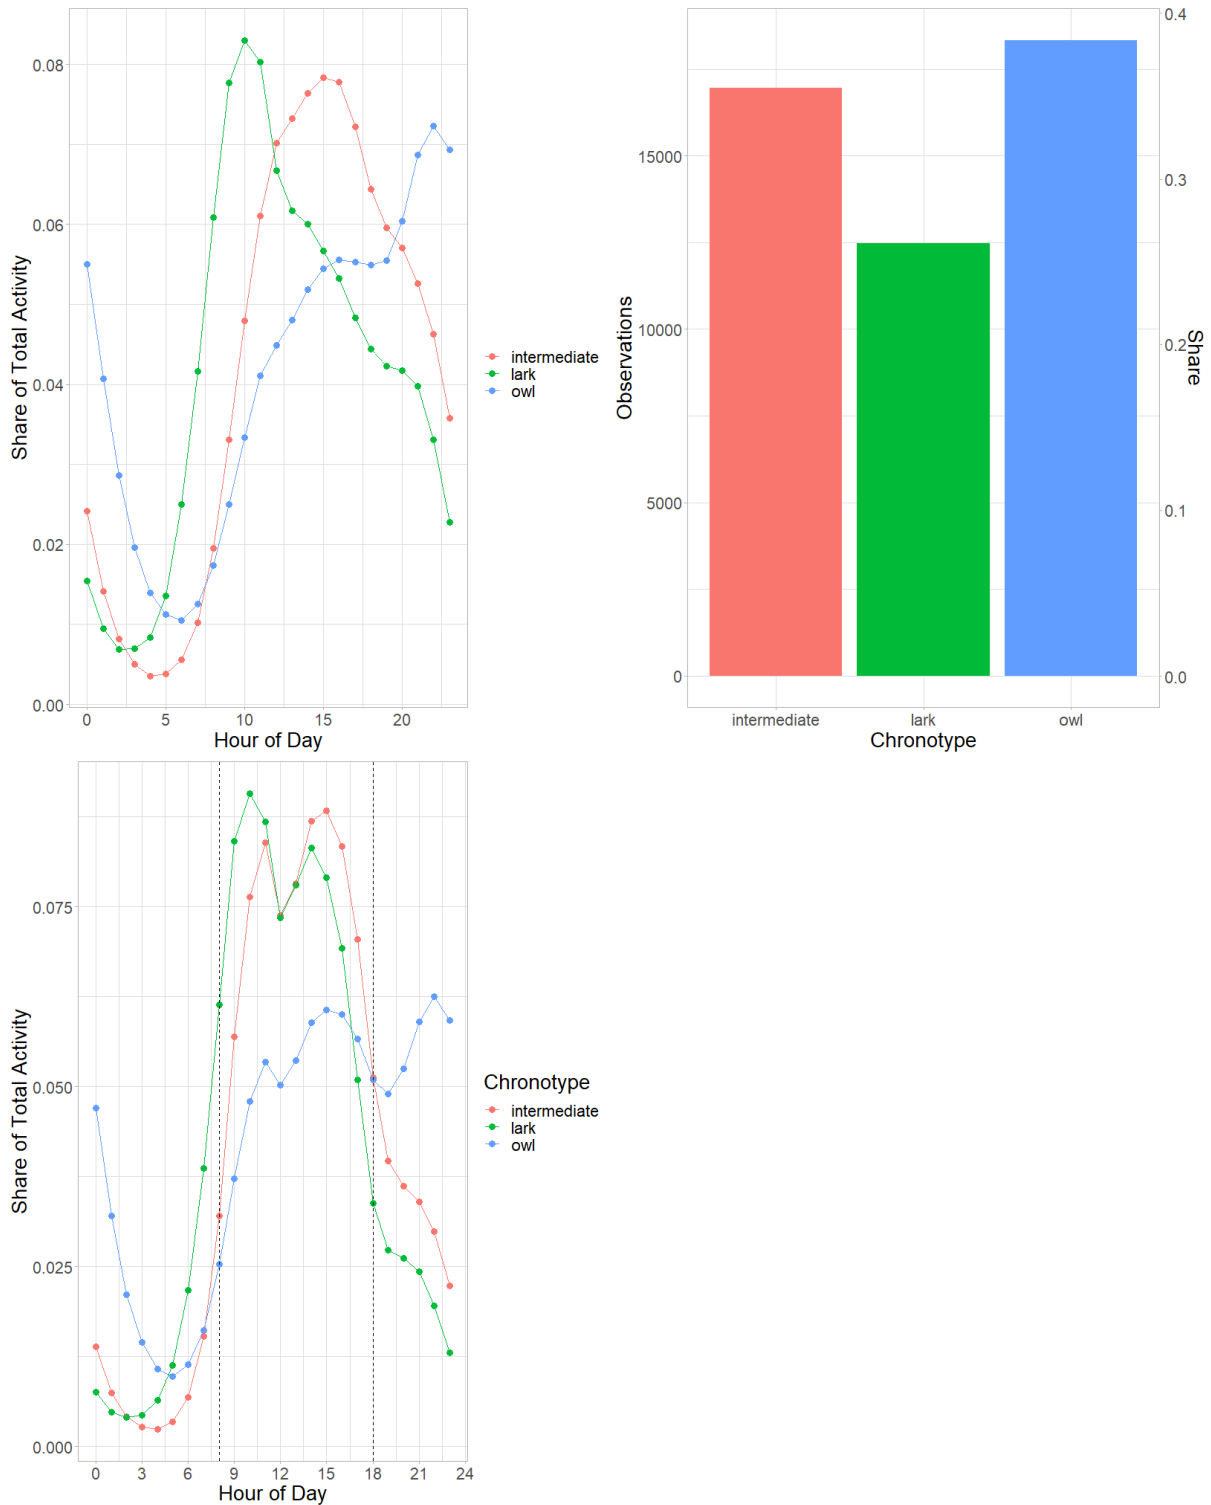 Share of Total Activity
0.08
0.06
0.04
0.02
0.00
0 5 10 15 20
Hour of Day
intermediate
lark
owl
Observations
15000
10000
5000
0
0.4
0.3
0.2
0.1
0.0
Share
intermediate lark owl
Chronotype
Share of Total Activity
0.075
0.050
0.025
0.000
0 3 6 9 12 15 18 21 24
Hour of Day
Chronotype
intermediate
lark
owl